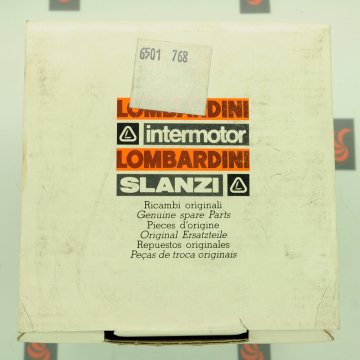 6501 768
LOMBARDINI
intermotor
LOMBARDINI
SLANZI
Ricambi originali
Genuine spare Parts
Pieces d'origine
Original Ersatzteile
Repuestos originales
Peças de troca originais